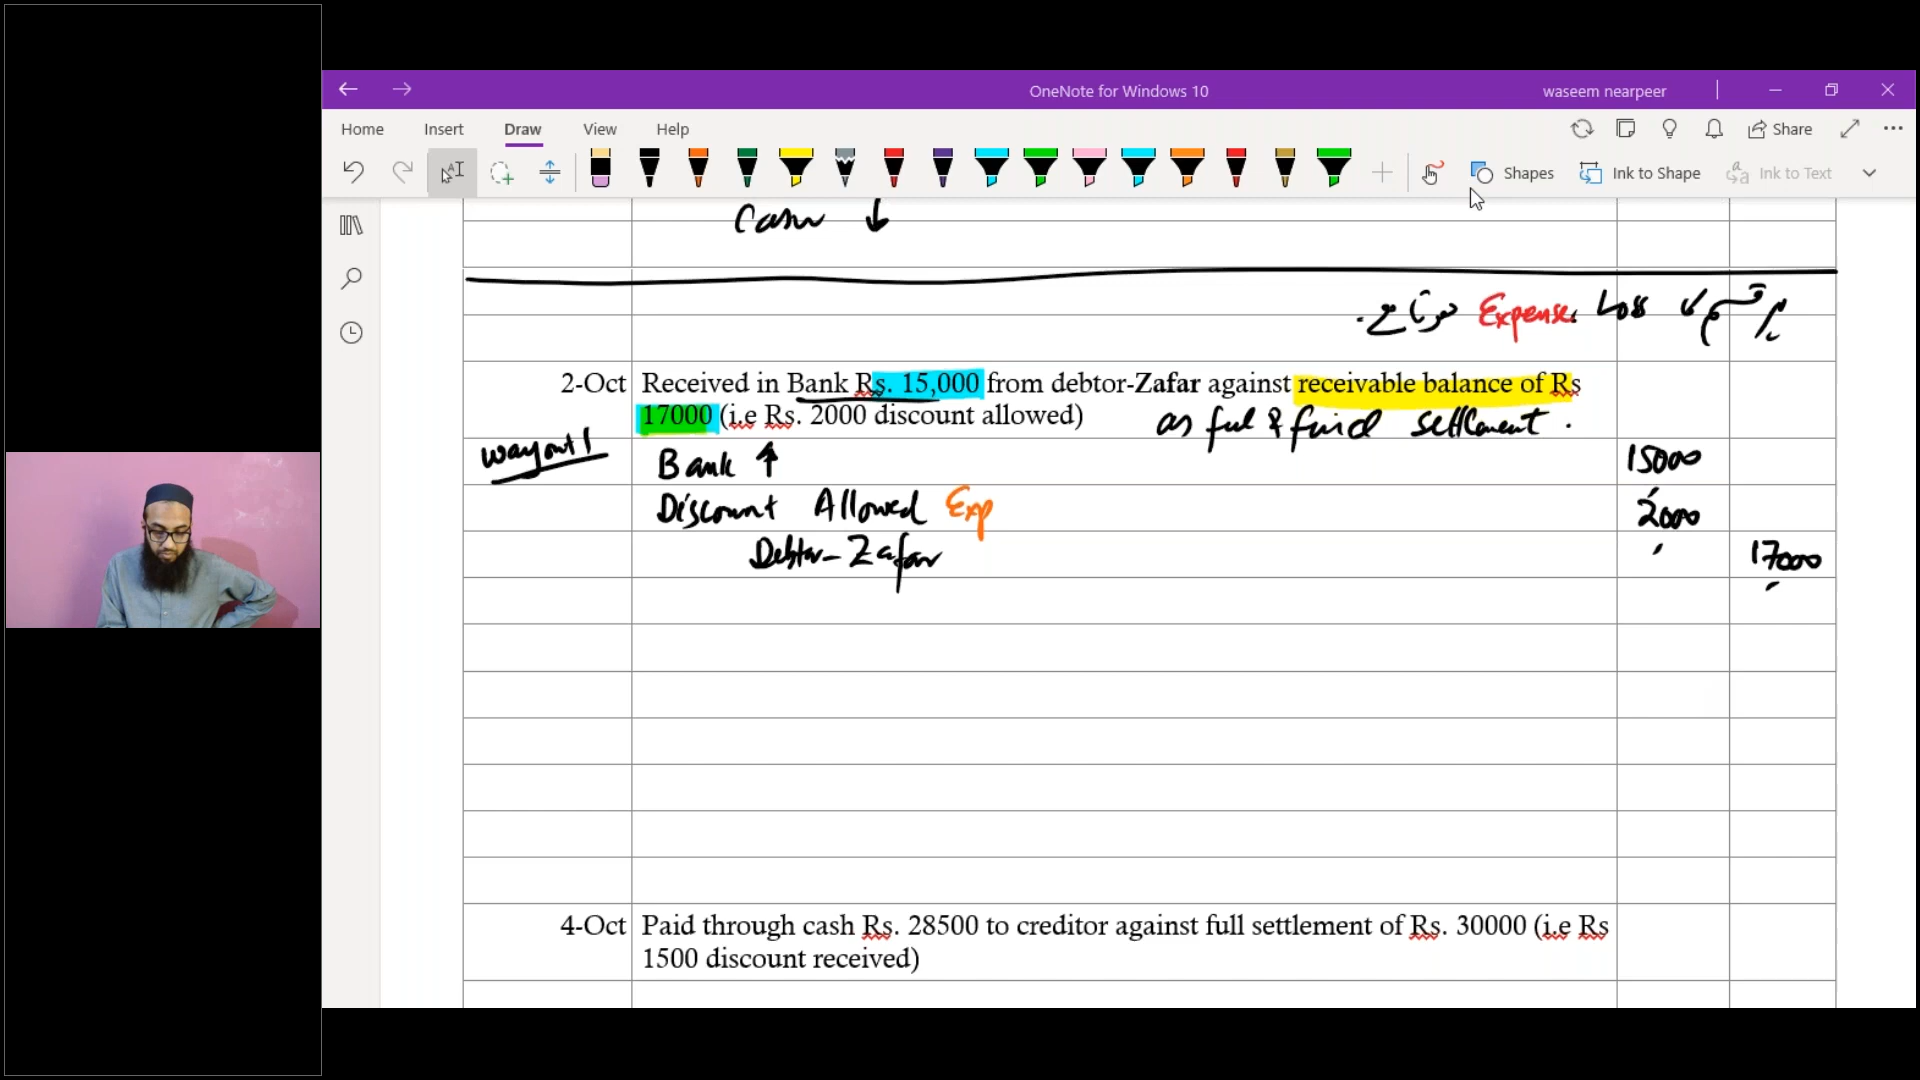 OneNote for Windows 10
waseem nearpeer
Home Insert Draw View Help
Share
Shapes
Ink to Shape
Ink to Text
Cash ↓
Expense. Loss
2-Oct Received in Bank Rs. 15,000 from debtor-Zafar against receivable balance of Rs
17000 (i.e Rs. 2000 discount allowed)
as full & final settlement.
wayout 1
Bank ↑ 15000
Discount Allowed Exp 2000
Debtor-Zafar 17000
4-Oct Paid through cash Rs. 28500 to creditor against full settlement of Rs. 30000 (i.e Rs
1500 discount received)